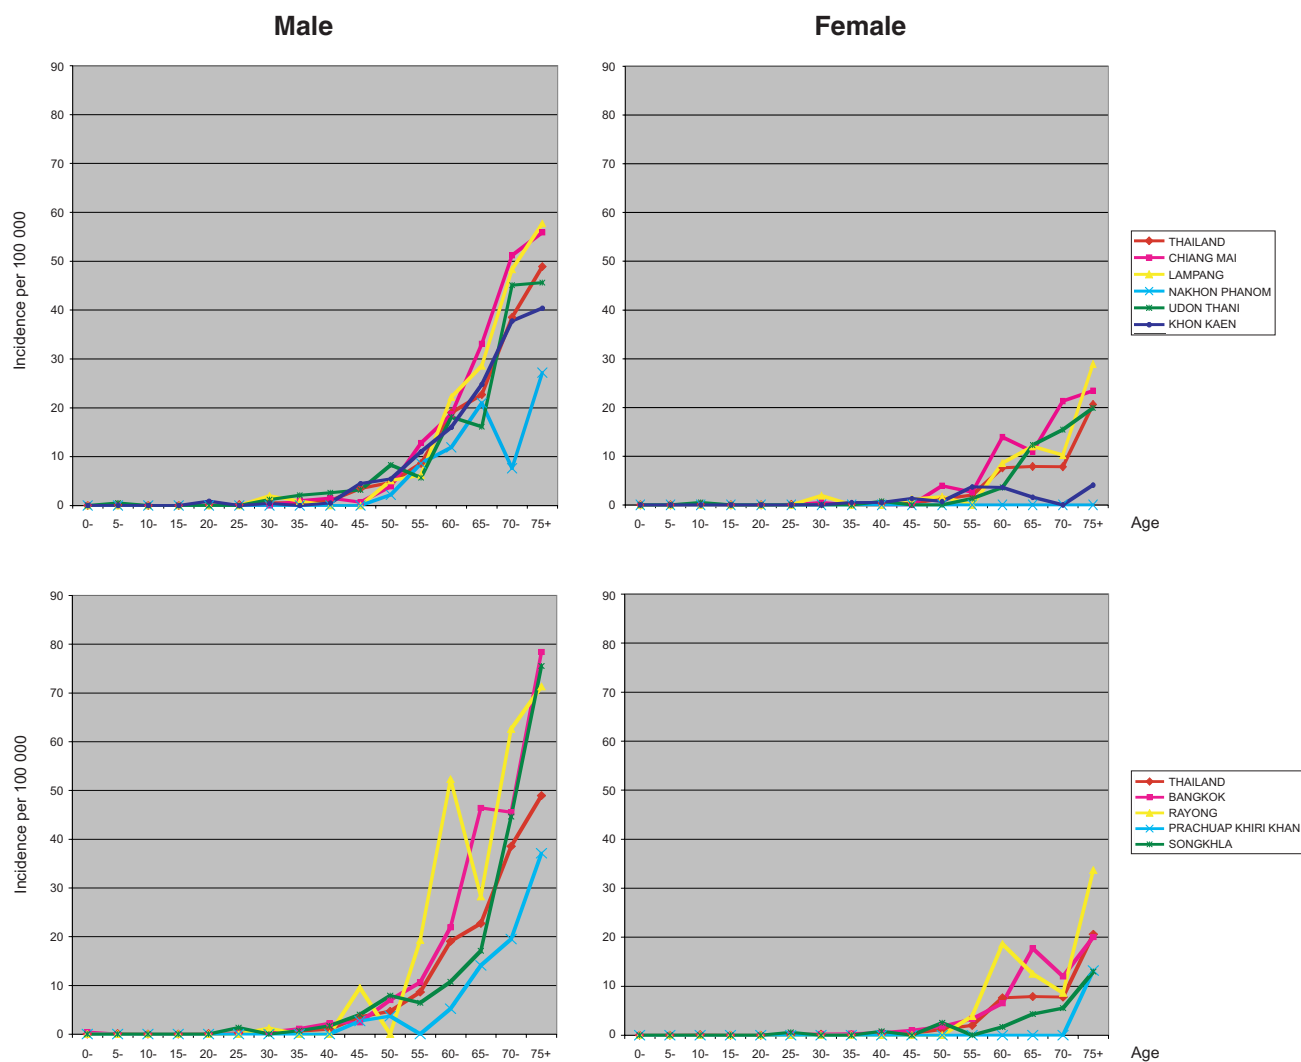 Male
Female
90
80
70
60
50
40
30
20
10
0
Incidence per 100 000
0- 5- 10- 15- 20- 25- 30- 35- 40- 45- 50- 55- 60- 65- 70- 75+
90
80
70
60
50
40
30
20
10
0
0- 5- 10- 15- 20- 25- 30- 35- 40- 45- 50- 55- 60- 65- 70- 75+
Age
THAILAND
CHIANG MAI
LAMPANG
NAKHON PHANOM
UDON THANI
KHON KAEN
90
80
70
60
50
40
30
20
10
0
Incidence per 100 000
0- 5- 10- 15- 20- 25- 30- 35- 40- 45- 50- 55- 60- 65- 70- 75+
90
80
70
60
50
40
30
20
10
0
0- 5- 10- 15- 20- 25- 30- 35- 40- 45- 50- 55- 60- 65- 70- 75+
Age
THAILAND
BANGKOK
RAYONG
PRACHUAP KHIRI KHAN
SONGKHLA